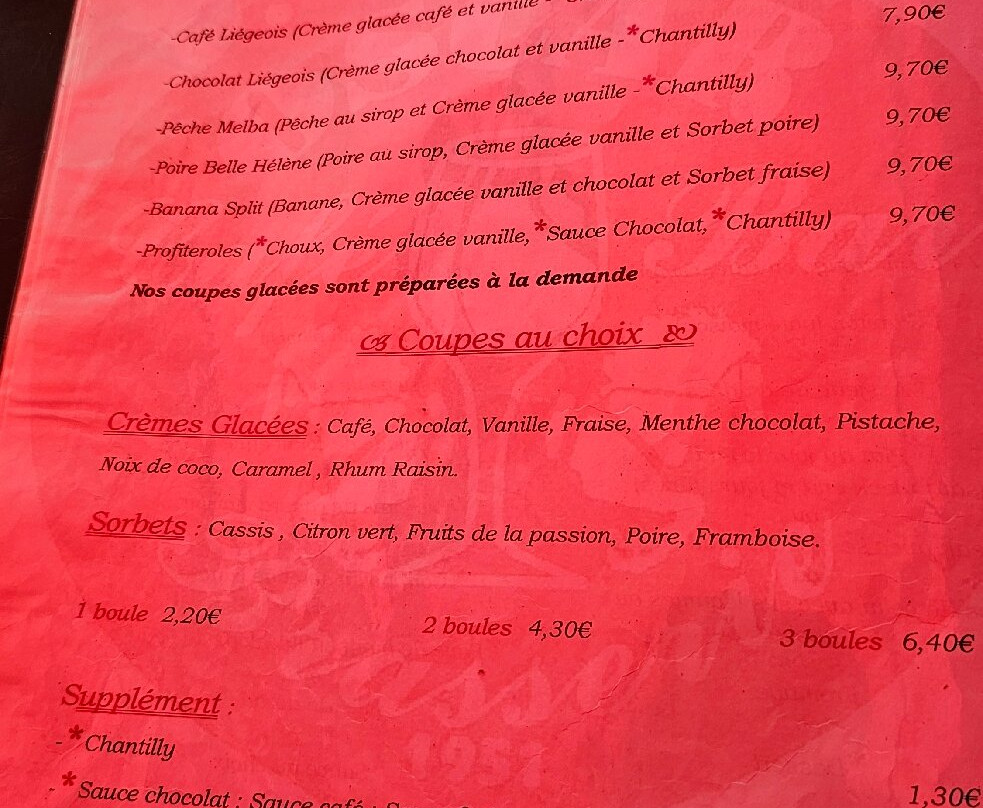 -Café Liégeois (Crème glacée café et vanille -
-Chocolat Liégeois (Crème glacée chocolat et vanille -*Chantilly) 7,90€
-Pêche Melba (Pêche au sirop et Crème glacée vanille -*Chantilly) 9,70€
-Poire Belle Hélène (Poire au sirop, Crème glacée vanille et Sorbet poire) 9,70€
-Banana Split (Banane, Crème glacée vanille et chocolat et Sorbet fraise) 9,70€
-Profiteroles (*Choux, Crème glacée vanille,*Sauce Chocolat,*Chantilly) 9,70€
Nos coupes glacées sont préparées à la demande
Coupes au choix
Crèmes Glacées : Café, Chocolat, Vanille, Fraise, Menthe chocolat, Pistache,
Noix de coco, Caramel , Rhum Raisin.
Sorbets : Cassis , Citron vert, Fruits de la passion, Poire, Framboise.
1 boule 2,20€ 2 boules 4,30€ 3 boules 6,40€
Supplément :
- *Chantilly
- *Sauce chocolat ; Sauce café ; 1,30€